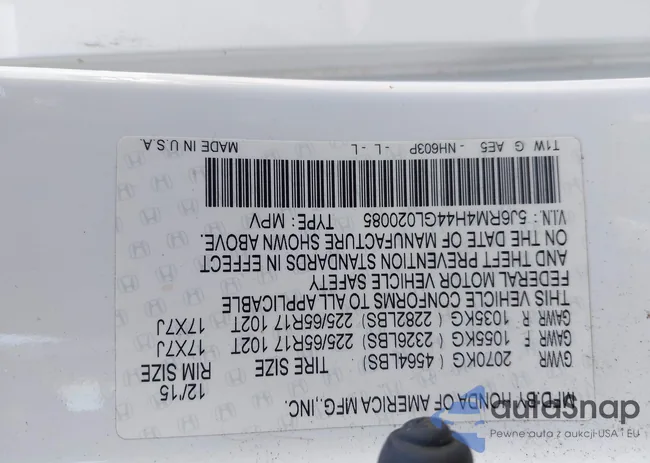 MFD.BY HONDA OF AMERICA MFG.,INC. 12/'15
TIRE SIZE RIM SIZE
GVWR 2070KG ( 4564LBS)
GAWR F 1055KG ( 2326LBS) 225/65R17 102T 17X7J
GAWR R 1035KG ( 2282LBS) 225/65R17 102T 17X7J
THIS VEHICLE CONFORMS TO ALL APPLICABLE
FEDERAL MOTOR VEHICLE SAFETY
AND THEFT PREVENTION STANDARDS IN EFFECT
ON THE DATE OF MANUFACTURE SHOWN ABOVE.
V.I.N.: 5J6RM4H44GL020085 TYPE: MPV
T1W G AE5 - NH603P - L - L MADE IN U.S.A.
autoSnap
Pewne auta z aukcji USA i EU